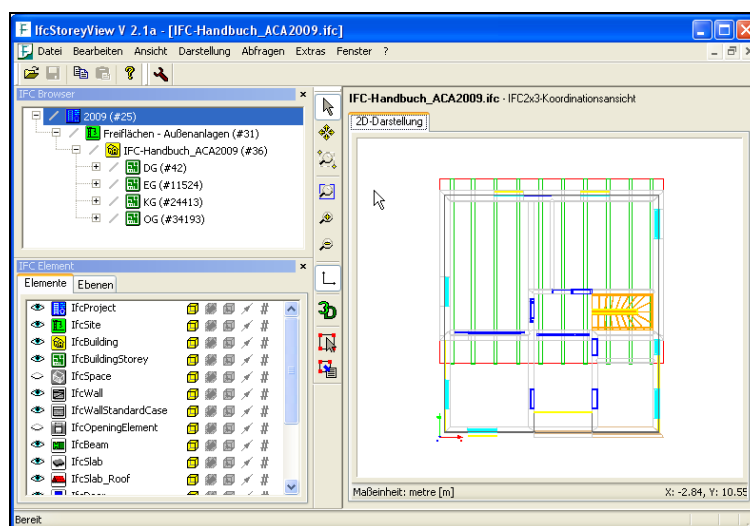 IfcStoreyView V 2.1a - [IFC-Handbuch_ACA2009.ifc]
Datei Bearbeiten Ansicht Darstellung Abfragen Extras Fenster ?
IFC Browser
2009 (#25)
Freiflächen - Außenanlagen (#31)
IFC-Handbuch_ACA2009 (#36)
DG (#42)
EG (#11524)
KG (#24413)
OG (#34193)
IFC Element
Elemente Ebenen
IfcProject
IfcSite
IfcBuilding
IfcBuildingStorey
IfcSpace
IfcWall
IfcWallStandardCase
IfcOpeningElement
IfcBeam
IfcSlab
IfcSlab_Roof
IfcDoor
3D
IFC-Handbuch_ACA2009.ifc - IFC2x3-Koordinationsansicht
2D-Darstellung
Maßeinheit: metre [m]
X: -2.84, Y: 10.55
Bereit